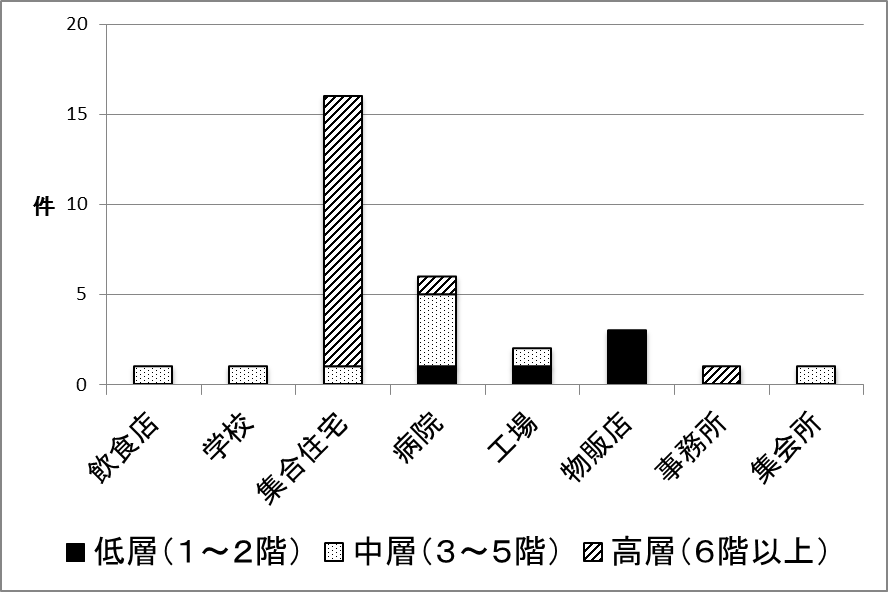 20
15
件 10
5
0
飲食店 学校 集合住宅 病院 工場 物販店 事務所 集会所
低層（１～２階） 中層（３～５階） 高層（６階以上）